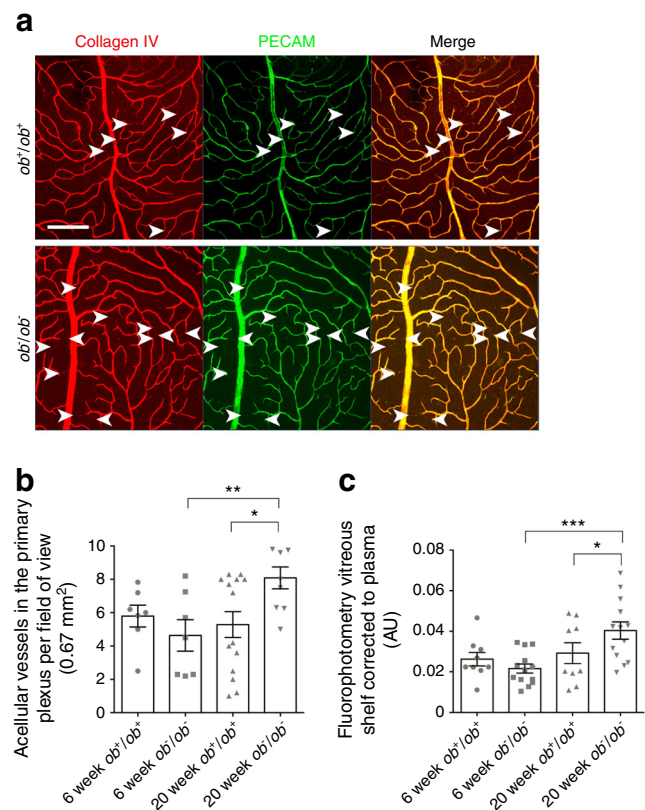 a
Collagen IV PECAM Merge
ob⁺/ob⁺
ob⁻/ob⁻
b
Acellular vessels in the primary
plexus per field of view
(0.67 mm²)
10
8
6
4
2
0
**
*
6 week ob⁺/ob⁺
6 week ob⁻/ob⁻
20 week ob⁺/ob⁺
20 week ob⁻/ob⁻
c
Fluorophotometry vitreous
shelf corrected to plasma
(AU)
0.08
0.06
0.04
0.02
0.00
***
*
6 week ob⁺/ob⁺
6 week ob⁻/ob⁻
20 week ob⁺/ob⁺
20 week ob⁻/ob⁻